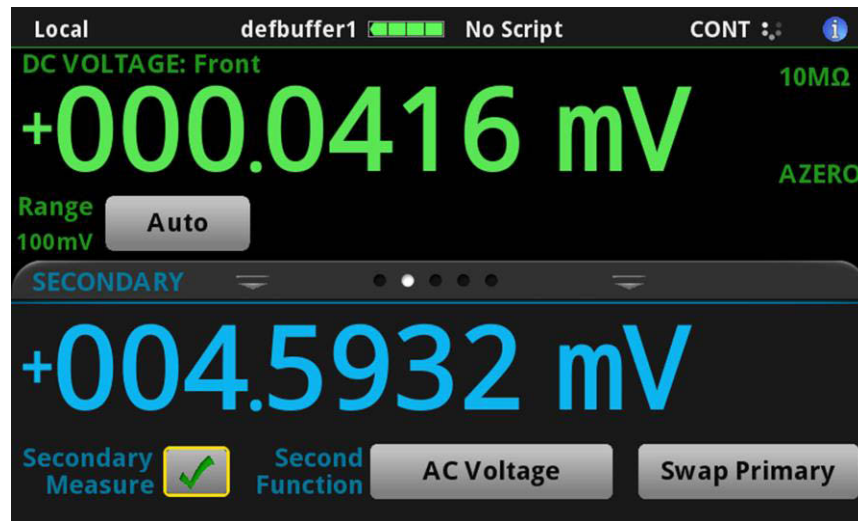 Local defbuffer1 No Script CONT i
DC VOLTAGE: Front
10MΩ
+000.0416 mV
AZERO
Range
100mV
Auto
SECONDARY
+004.5932 mV
Secondary
Measure
Second
Function
AC Voltage
Swap Primary